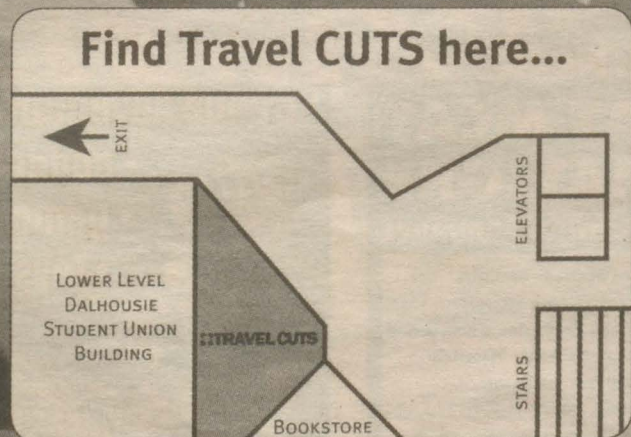 Find Travel CUTS here...
EXIT
ELEVATORS
LOWER LEVEL
DALHOUSIE
STUDENT UNION
BUILDING
TRAVEL CUTS
STAIRS
BOOKSTORE